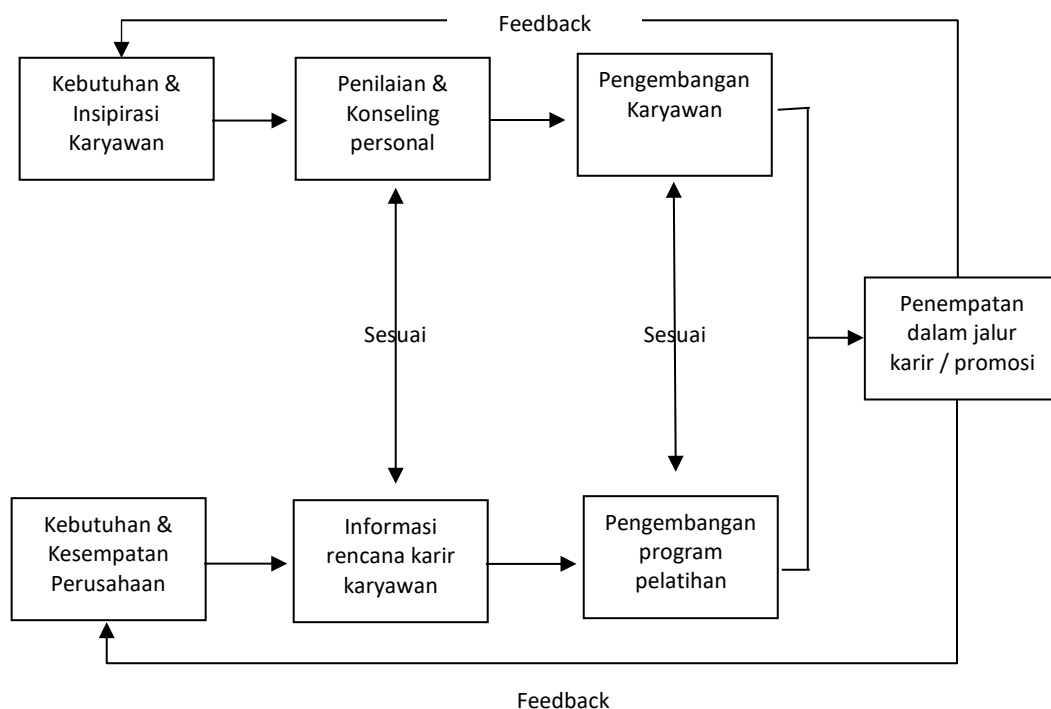 Feedback
Kebutuhan &
Insipirasi
Karyawan
Penilaian &
Konseling
personal
Pengembangan
Karyawan
Sesuai
Sesuai
Penempatan
dalam jalur
karir / promosi
Kebutuhan &
Kesempatan
Perusahaan
Informasi
rencana karir
karyawan
Pengembangan
program
pelatihan
Feedback